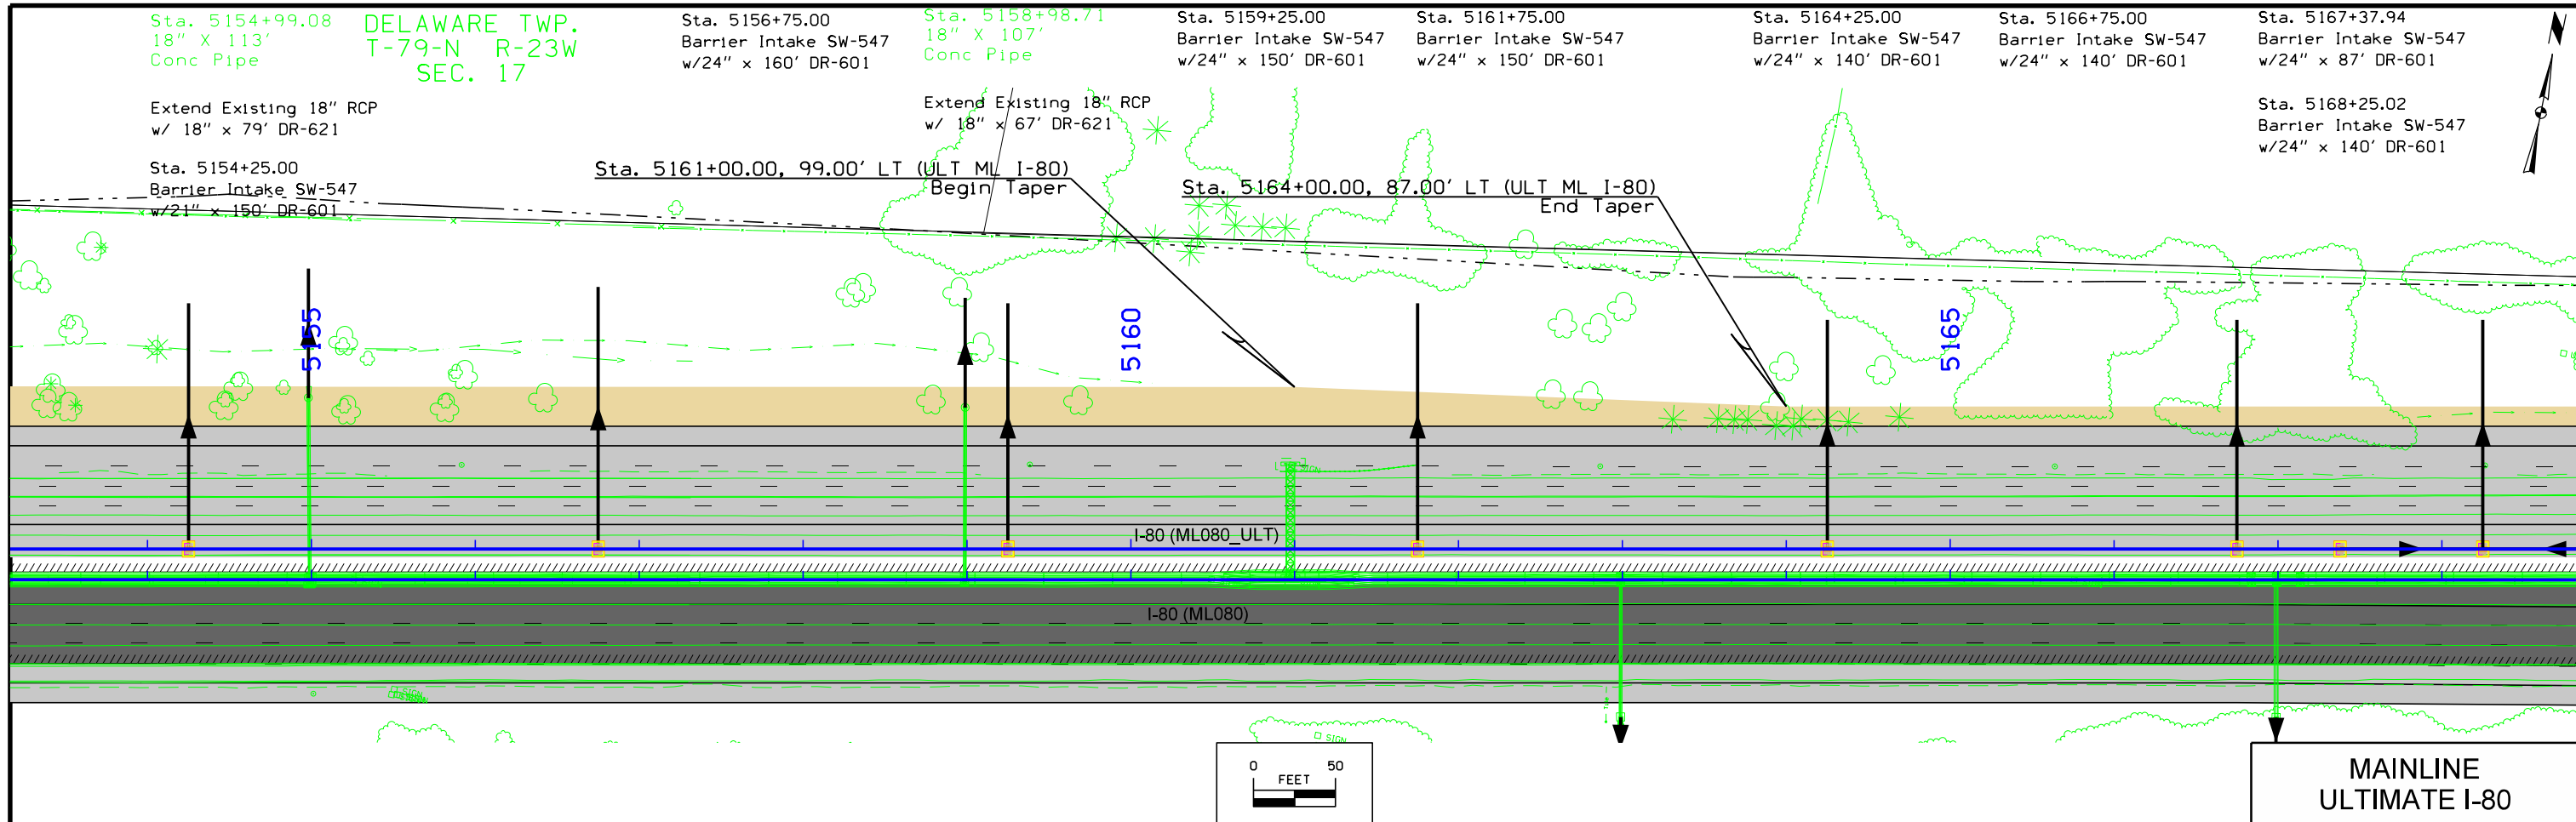 Sta. 5154+99.08
18" X 113'
Conc Pipe
DELAWARE TWP.
T-79-N R-23W
SEC. 17
Sta. 5156+75.00
Barrier Intake SW-547
w/24" x 160' DR-601
Sta. 5158+98.71
18" X 107'
Conc Pipe
Sta. 5159+25.00
Barrier Intake SW-547
w/24" x 150' DR-601
Sta. 5161+75.00
Barrier Intake SW-547
w/24" x 150' DR-601
Sta. 5164+25.00
Barrier Intake SW-547
w/24" x 140' DR-601
Sta. 5166+75.00
Barrier Intake SW-547
w/24" x 140' DR-601
Sta. 5167+37.94
Barrier Intake SW-547
w/24" x 87' DR-601
Extend Existing 18" RCP
w/ 18" x 79' DR-621
Extend Existing 18" RCP
w/ 18" x 67' DR-621
Sta. 5168+25.02
Barrier Intake SW-547
w/24" x 140' DR-601
Sta. 5154+25.00
Barrier Intake SW-547
w/21" x 150' DR-601
Sta. 5161+00.00, 99.00' LT (ULT ML I-80)
Begin Taper
Sta. 5164+00.00, 87.00' LT (ULT ML I-80)
End Taper
5155
5160
5165
SIGN
I-80 (ML080_ULT)
I-80 (ML080)
SIGN
SIGN
0 50
FEET
MAINLINE
ULTIMATE I-80